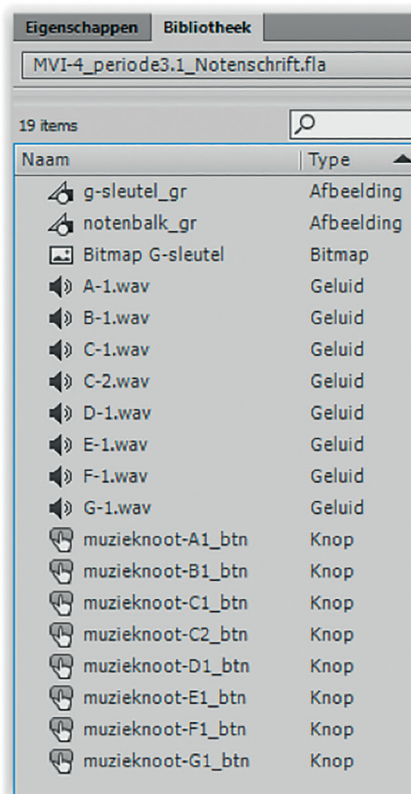 Eigenschappen Bibliotheek
MVI-4_periode3.1_Notenschrift.fla
19 items
Naam Type
g-sleutel_gr Afbeelding
notenbalk_gr Afbeelding
Bitmap G-sleutel Bitmap
A-1.wav Geluid
B-1.wav Geluid
C-1.wav Geluid
C-2.wav Geluid
D-1.wav Geluid
E-1.wav Geluid
F-1.wav Geluid
G-1.wav Geluid
muzieknoot-A1_btn Knop
muzieknoot-B1_btn Knop
muzieknoot-C1_btn Knop
muzieknoot-C2_btn Knop
muzieknoot-D1_btn Knop
muzieknoot-E1_btn Knop
muzieknoot-F1_btn Knop
muzieknoot-G1_btn Knop